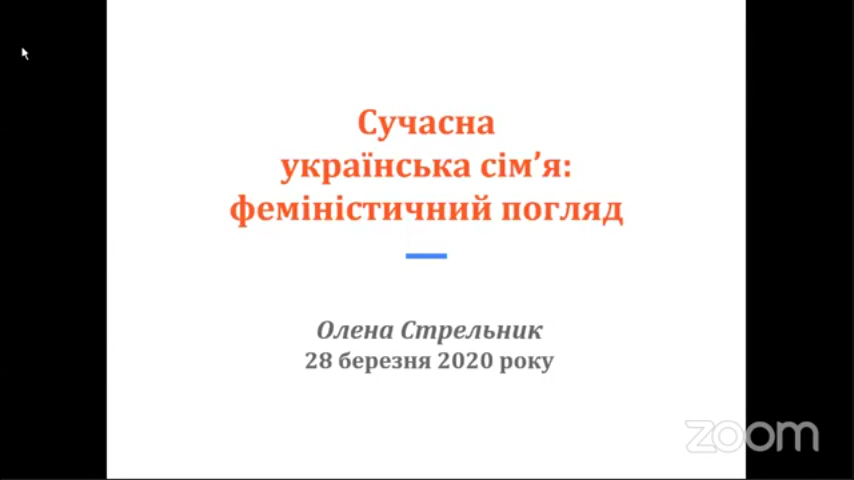 Сучасна
українська сім’я:
феміністичний погляд
Олена Стрельник
28 березня 2020 року
zoom